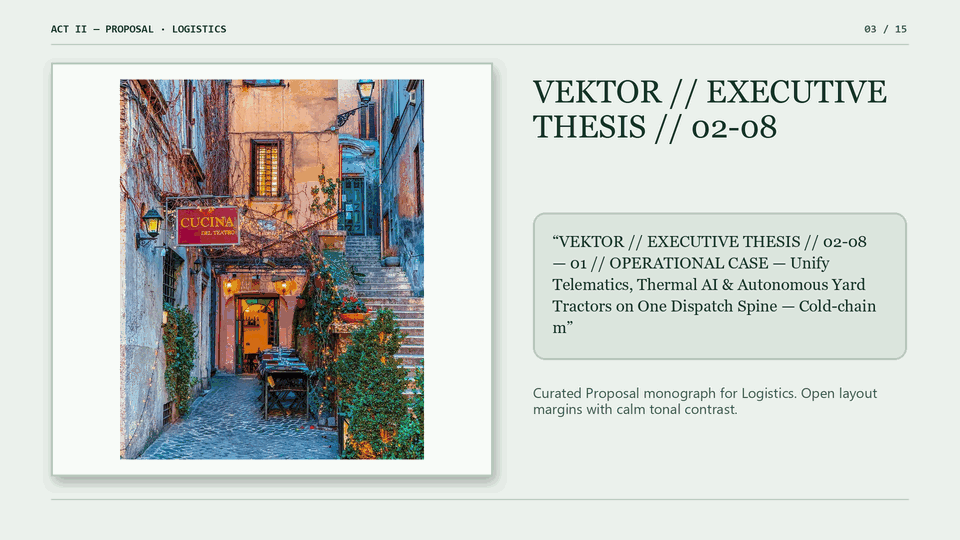 ACT II — PROPOSAL · LOGISTICS
03 / 15
CUCINA
DEL TEATRO
VEKTOR // EXECUTIVE
THESIS // 02-08
“VEKTOR // EXECUTIVE THESIS // 02-08
— 01 // OPERATIONAL CASE — Unify
Telematics, Thermal AI & Autonomous Yard
Tractors on One Dispatch Spine — Cold-chain
m”
Curated Proposal monograph for Logistics. Open layout
margins with calm tonal contrast.